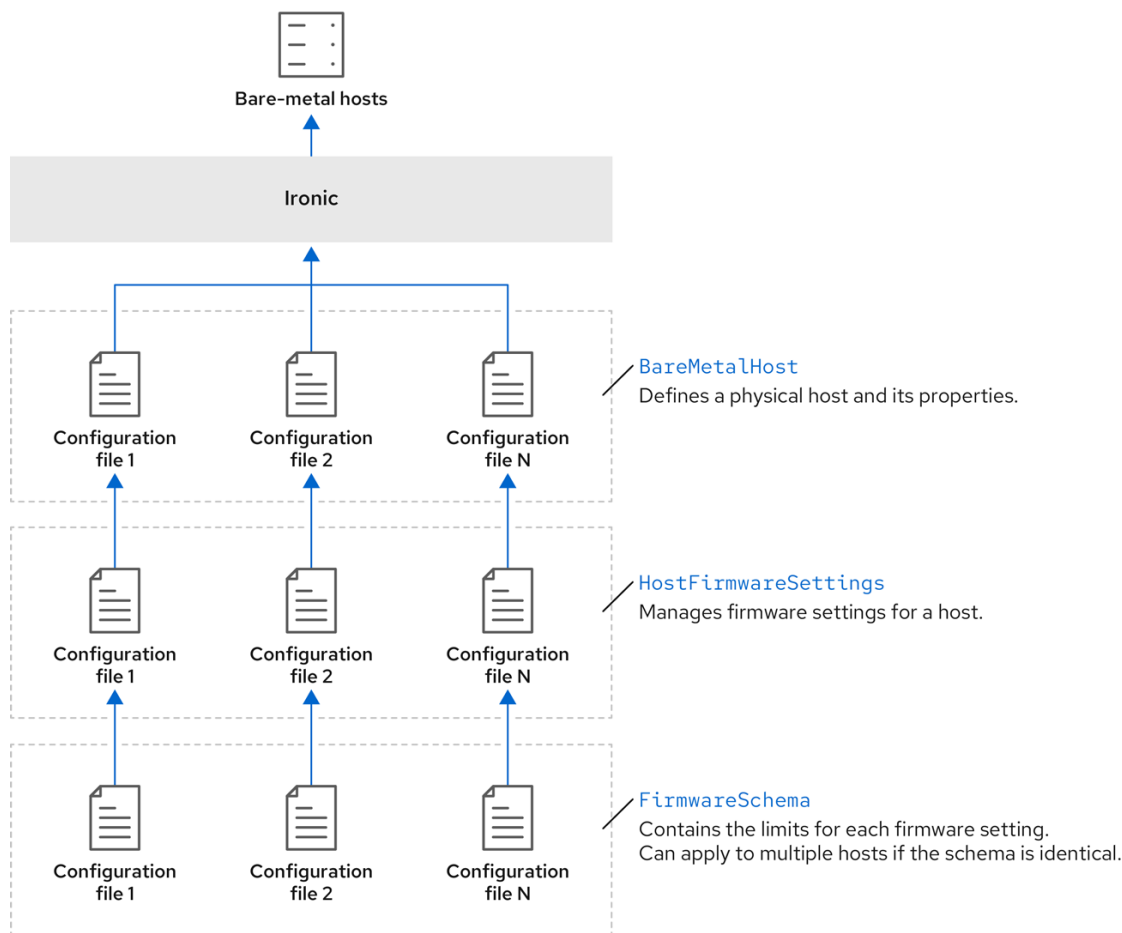 Bare-metal hosts
Ironic
BareMetalHost
Defines a physical host and its properties.
Configuration
file 1
Configuration
file 2
Configuration
file N
HostFirmwareSettings
Manages firmware settings for a host.
Configuration
file 1
Configuration
file 2
Configuration
file N
FirmwareSchema
Contains the limits for each firmware setting.
Can apply to multiple hosts if the schema is identical.
Configuration
file 1
Configuration
file 2
Configuration
file N